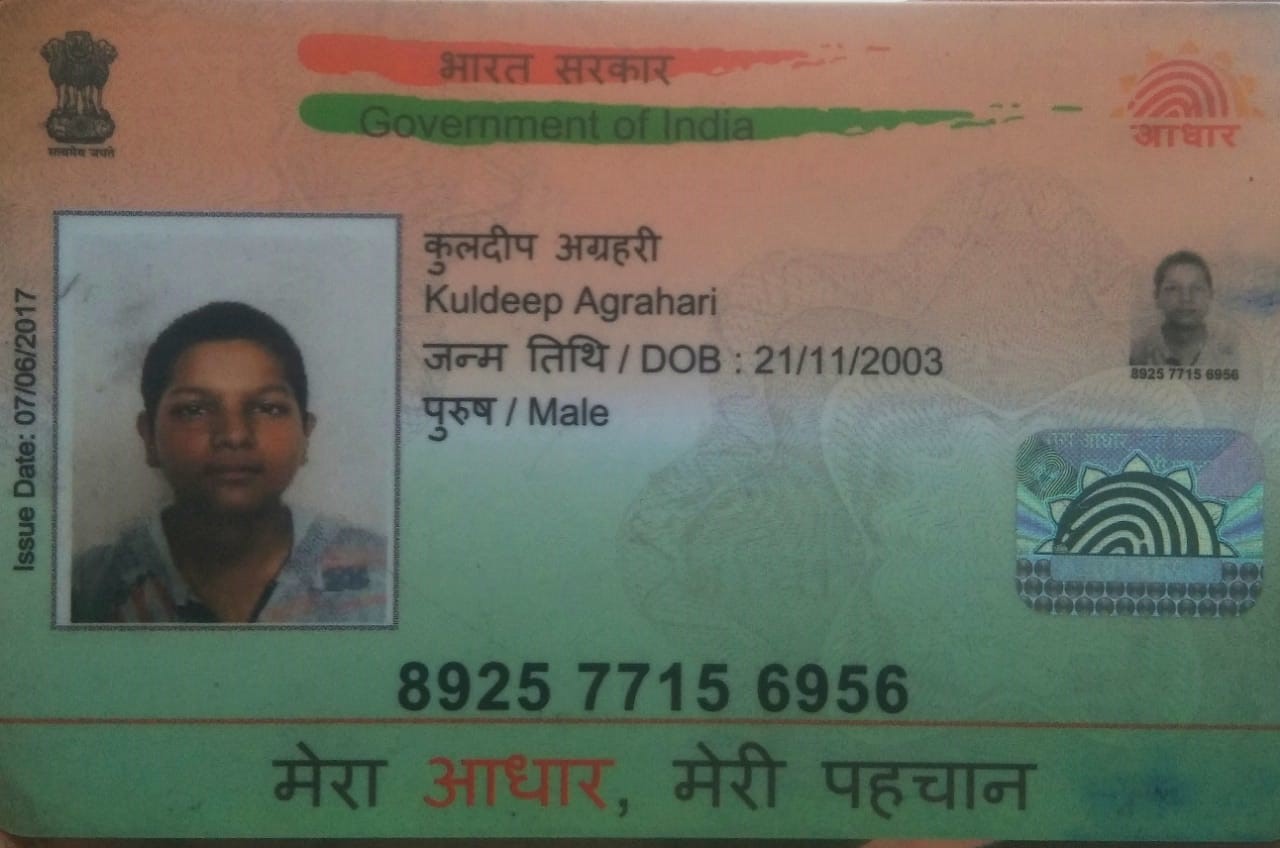 भारत सरकार
Government of India
सत्यमेव जयते
आधार
Issue Date: 07/06/2017
कुलदीप अग्रहरी
Kuldeep Agrahari
जन्म तिथि / DOB : 21/11/2003
पुरुष / Male
8925 7715 6956
8925 7715 6956
मेरा आधार, मेरी पहचान